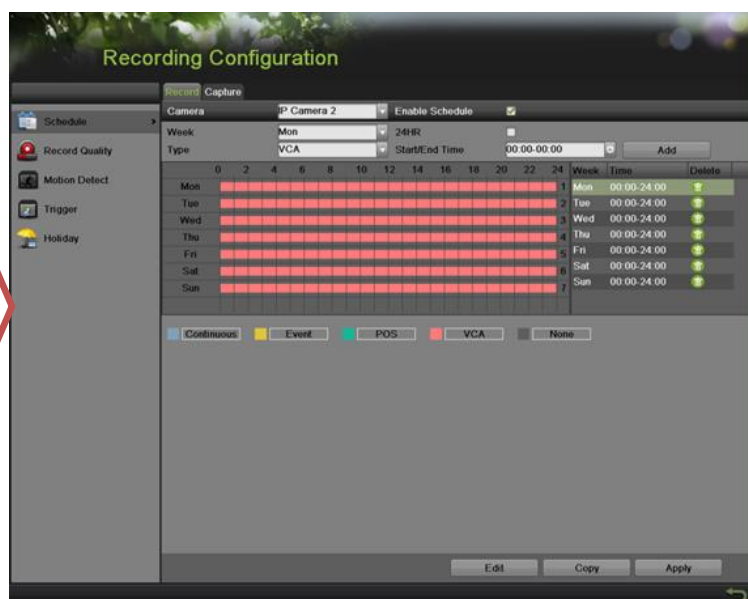 Recording Configuration
Record Capture
Camera IP Camera 2 Enable Schedule
Week Mon 24HR
Type VCA Start/End Time 00:00-00:00 Add
0 2 4 6 8 10 12 14 16 18 20 22 24 Week Time Delete
Mon 1 Mon 00:00-24:00
Tue 2 Tue 00:00-24:00
Wed 3 Wed 00:00-24:00
Thu 4 Thu 00:00-24:00
Fri 5 Fri 00:00-24:00
Sat 6 Sat 00:00-24:00
Sun 7 Sun 00:00-24:00
Continuous Event POS VCA None
Schedule
Record Quality
Motion Detect
Trigger
Holiday
Edit Copy Apply